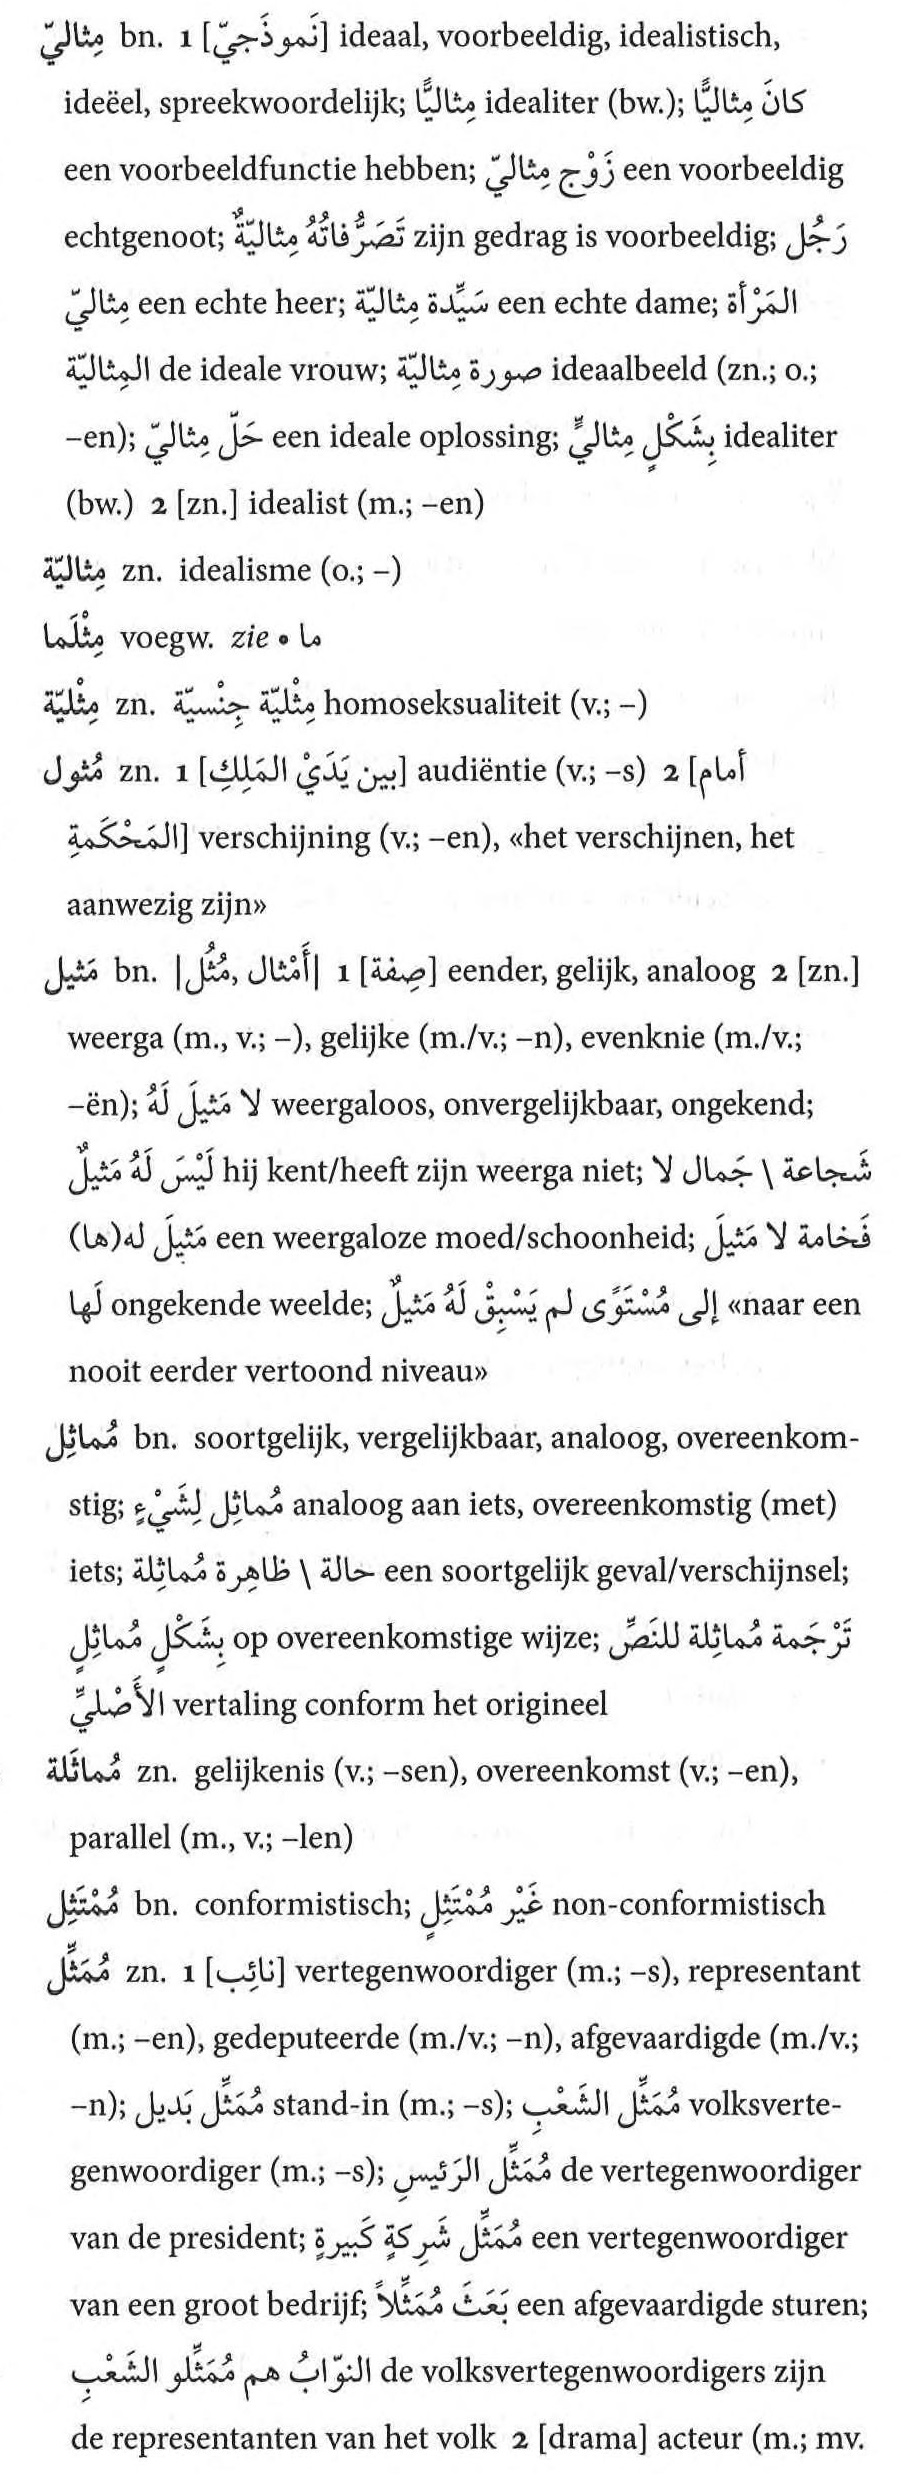 مِثاليّ bn. 1 [نَموذَجيّ] ideaal, voorbeeldig, idealistisch,
ideëel, spreekwoordelijk; مِثاليًّا idealiter (bw.); كانَ مِثاليًّا
een voorbeeldfunctie hebben; زَوْج مِثاليّ een voorbeeldig
echtgenoot; تَصَرُّفاتُهُ مِثاليّةٌ zijn gedrag is voorbeeldig; رَجُل
مِثاليّ een echte heer; سَيِّدة مِثاليّة een echte dame; المَرْأة
المِثاليّة de ideale vrouw; صورة مِثاليّة ideaalbeeld (zn.; o.;
–en); حَلّ مِثاليّ een ideale oplossing; بِشَكْلٍ مِثاليٍّ idealiter
(bw.) 2 [zn.] idealist (m.; –en)
مِثاليّة zn. idealisme (o.; –)
مِثْلَما voegw. zie • ما
مِثْليّة zn. مِثْليّة جِنْسيّة homoseksualiteit (v.; –)
مُثول zn. 1 [بين يَدَيْ المَلِكِ] audiëntie (v.; –s) 2 [أمام
المَحْكَمةِ] verschijning (v.; –en), «het verschijnen, het
aanwezig zijn»
مَثيل bn. |أَمْثال, مُثُل| 1 [صِفة] eender, gelijk, analoog 2 [zn.]
weerga (m., v.; –), gelijke (m./v.; –n), evenknie (m./v.;
–ën); لا مَثيلَ لَهُ weergaloos, onvergelijkbaar, ongekend;
لَيْسَ لَهُ مَثيلٌ hij kent/heeft zijn weerga niet; شَجاعة \ جَمال لا
مَثيلَ له(ها) een weergaloze moed/schoonheid; فَخامة لا مَثيلَ
لَها ongekende weelde; إلى مُسْتَوًى لم يَسْبِقْ لَهُ مَثيلٌ «naar een
nooit eerder vertoond niveau»
مُماثِل bn. soortgelijk, vergelijkbaar, analoog, overeenkom-
stig; مُماثِل لِشَيْءٍ analoog aan iets, overeenkomstig (met)
iets; حالة \ ظاهِرة مُماثِلة een soortgelijk geval/verschijnsel;
بِشَكْلٍ مُماثِلٍ op overeenkomstige wijze; تَرْجَمة مُماثِلة للنَصِّ
الأَصْليِّ vertaling conform het origineel
مُماثَلة zn. gelijkenis (v.; –sen), overeenkomst (v.; –en),
parallel (m., v.; –len)
مُمْتَثِل bn. conformistisch; غَيْر مُمْتَثِلٍ non-conformistisch
مُمَثِّل zn. 1 [نائِب] vertegenwoordiger (m.; –s), representant
(m.; –en), gedeputeerde (m./v.; –n), afgevaardigde (m./v.;
–n); مُمَثِّل بَديل stand-in (m.; –s); مُمَثِّل الشَعْبِ volksverte-
genwoordiger (m.; –s); مُمَثِّل الرَئيسِ de vertegenwoordiger
van de president; مُمَثِّل شَرِكةٍ كَبيرةٍ een vertegenwoordiger
van een groot bedrijf; بَعَثَ مُمَثِّلاً een afgevaardigde sturen;
النوّابُ هم مُمَثِّلو الشَعْبِ de volksvertegenwoordigers zijn
de representanten van het volk 2 [drama] acteur (m.; mv.